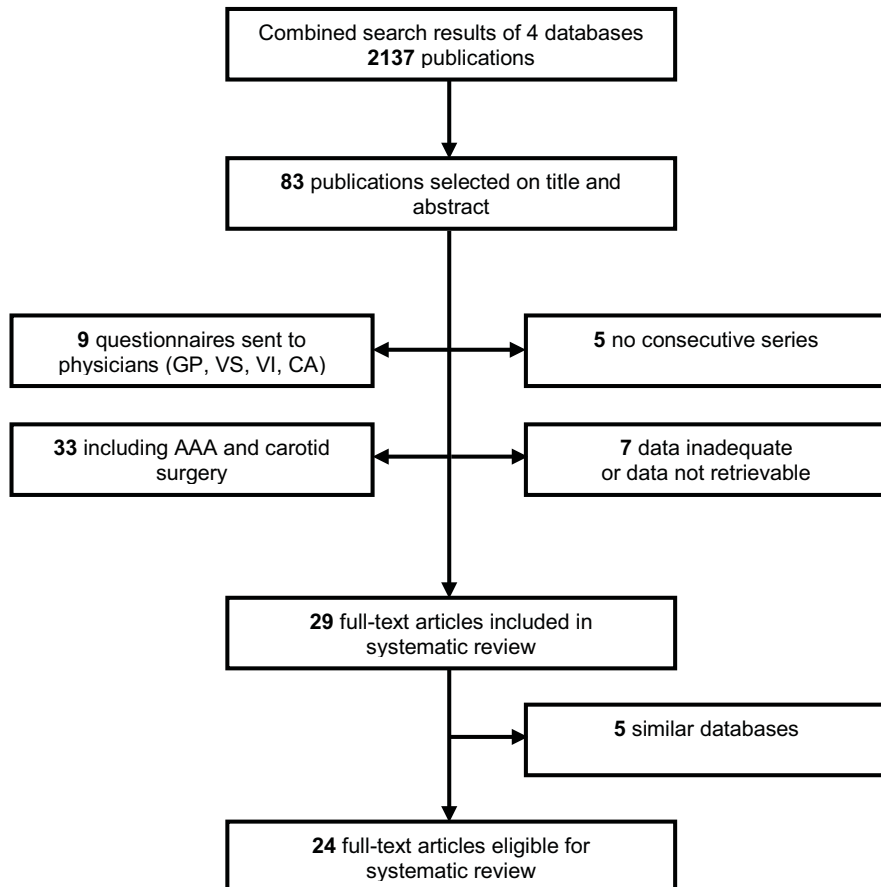 Combined search results of 4 databases
2137 publications
83 publications selected on title and
abstract
9 questionnaires sent to
physicians (GP, VS, VI, CA)
5 no consecutive series
33 including AAA and carotid
surgery
7 data inadequate
or data not retrievable
29 full-text articles included in
systematic review
5 similar databases
24 full-text articles eligible for
systematic review